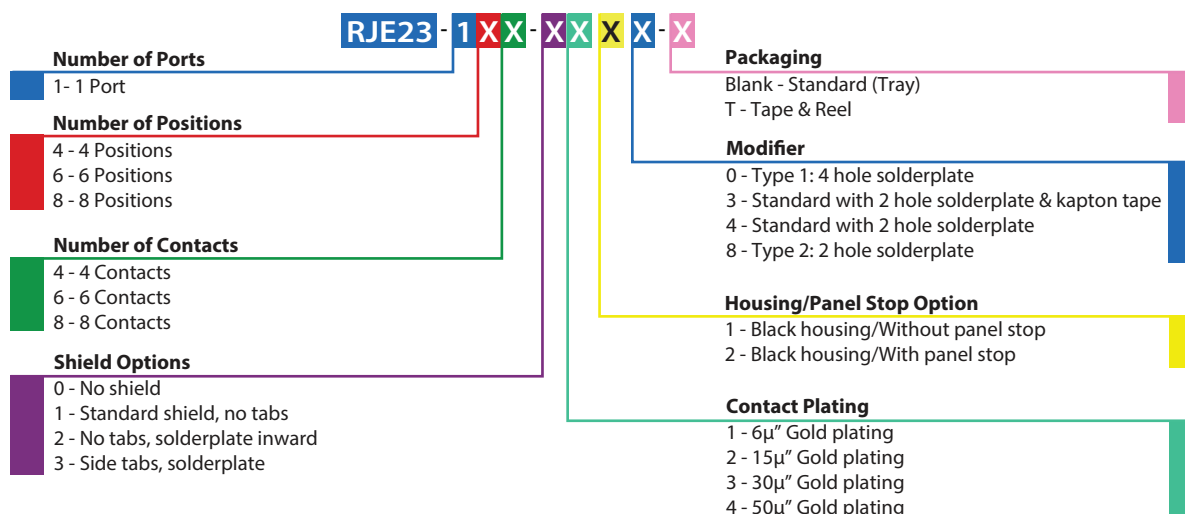 RJE23 - 1 X X - X X X X - X
Number of Ports
1- 1 Port
Number of Positions
4 - 4 Positions
6 - 6 Positions
8 - 8 Positions
Number of Contacts
4 - 4 Contacts
6 - 6 Contacts
8 - 8 Contacts
Shield Options
0 - No shield
1 - Standard shield, no tabs
2 - No tabs, solderplate inward
3 - Side tabs, solderplate
Packaging
Blank - Standard (Tray)
T - Tape & Reel
Modifier
0 - Type 1: 4 hole solderplate
3 - Standard with 2 hole solderplate & kapton tape
4 - Standard with 2 hole solderplate
8 - Type 2: 2 hole solderplate
Housing/Panel Stop Option
1 - Black housing/Without panel stop
2 - Black housing/With panel stop
Contact Plating
1 - 6µ” Gold plating
2 - 15µ” Gold plating
3 - 30µ” Gold plating
4 - 50µ” Gold plating